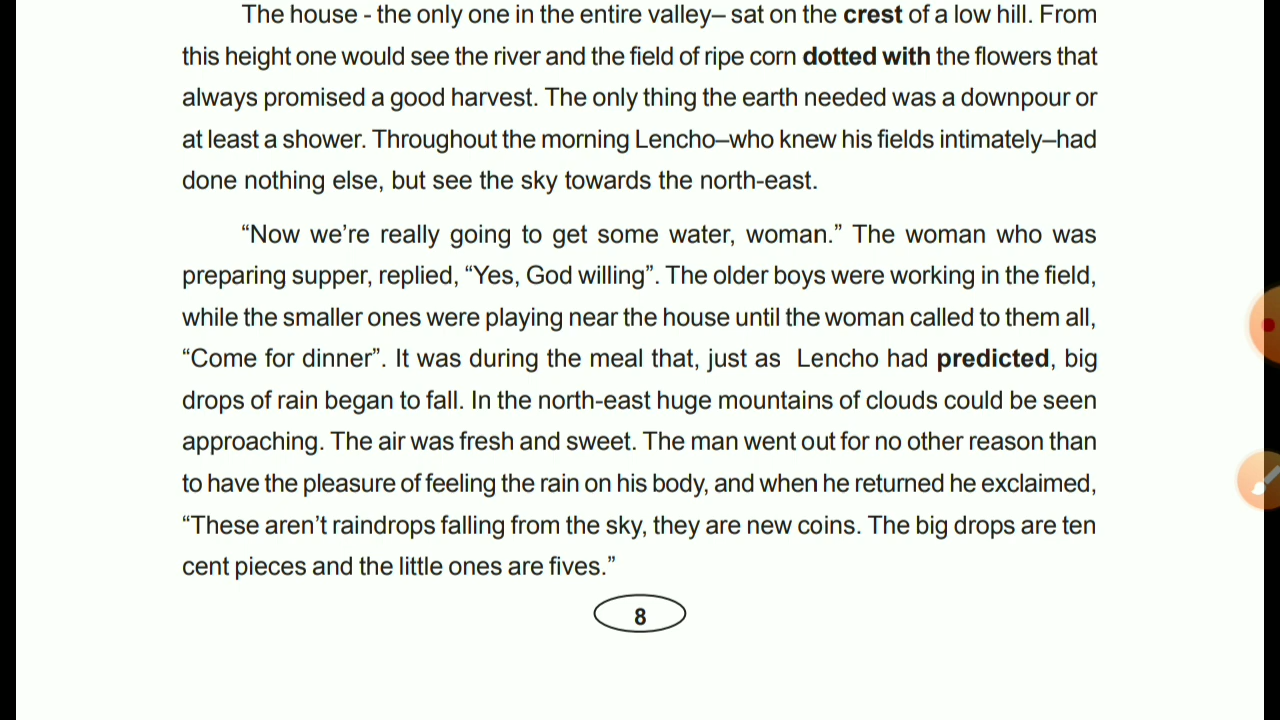 The house - the only one in the entire valley– sat on the crest of a low hill. From
this height one would see the river and the field of ripe corn dotted with the flowers that
always promised a good harvest. The only thing the earth needed was a downpour or
at least a shower. Throughout the morning Lencho–who knew his fields intimately–had
done nothing else, but see the sky towards the north-east.
“Now we’re really going to get some water, woman.” The woman who was
preparing supper, replied, “Yes, God willing”. The older boys were working in the field,
while the smaller ones were playing near the house until the woman called to them all,
“Come for dinner”. It was during the meal that, just as Lencho had predicted, big
drops of rain began to fall. In the north-east huge mountains of clouds could be seen
approaching. The air was fresh and sweet. The man went out for no other reason than
to have the pleasure of feeling the rain on his body, and when he returned he exclaimed,
“These aren’t raindrops falling from the sky, they are new coins. The big drops are ten
cent pieces and the little ones are fives.”
8